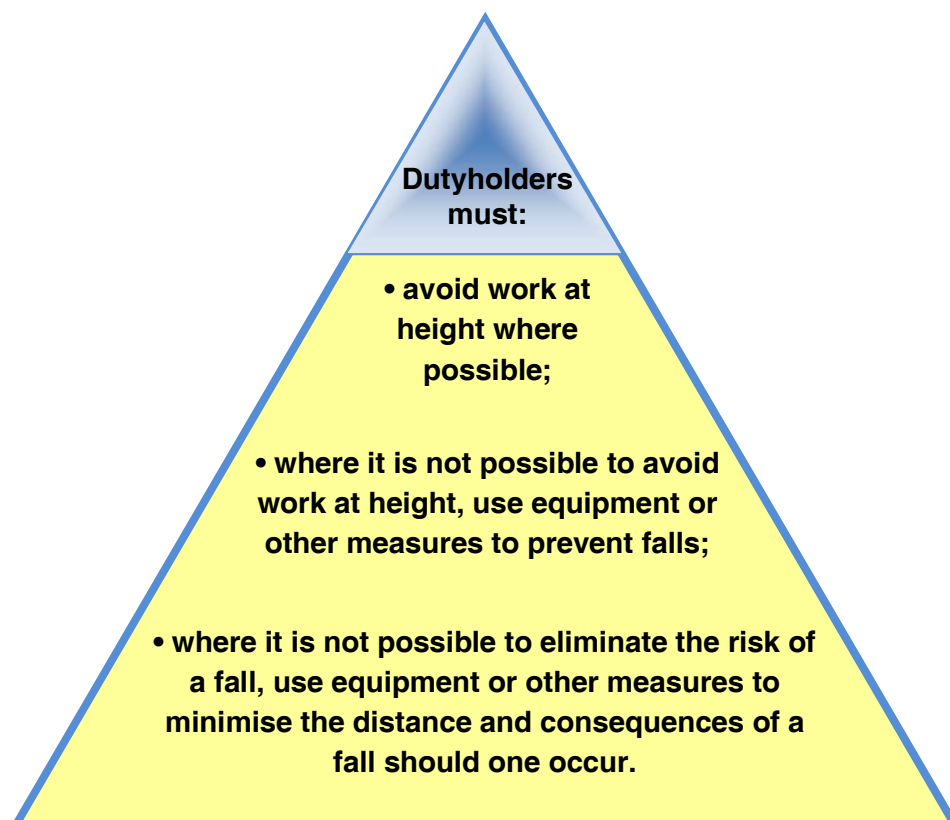 Dutyholders
must:
• avoid work at
height where
possible;
• where it is not possible to avoid
work at height, use equipment or
other measures to prevent falls;
• where it is not possible to eliminate the risk of
a fall, use equipment or other measures to
minimise the distance and consequences of a
fall should one occur.